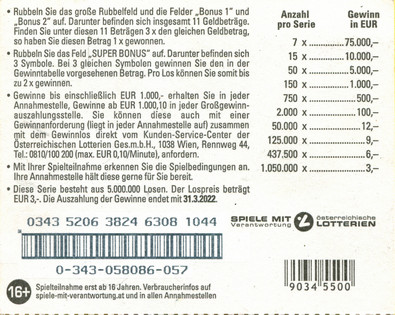 • Rubbeln Sie das große Rubbelfeld und die Felder „Bonus 1" und
„Bonus 2" auf. Darunter befinden sich insgesamt 11 Geldbeträge.
Finden Sie unter diesen 11 Beträgen 3 x den gleichen Geldbetrag,
so haben Sie diesen Betrag 1 x gewonnen.
• Rubbeln Sie das Feld „SUPER BONUS" auf. Darunter befinden sich
3 Symbole. Bei 3 gleichen Symbolen gewinnen Sie den in der
Gewinntabelle vorgesehenen Betrag. Pro Los können Sie somit bis
zu 2 x gewinnen.
• Gewinne bis einschließlich EUR 1.000,- erhalten Sie in jeder
Annahmestelle, Gewinne ab EUR 1.000,10 in jeder Großgewinn-
auszahlungsstelle. Sie können diese auch mit einer
Gewinnanforderung (liegt in jeder Annahmestelle auf) zusammen
mit dem Gewinnlos direkt vom Kunden-Service-Center der
Österreichischen Lotterien Ges.m.b.H., 1038 Wien, Rennweg 44,
Tel.: 0810/100 200 (max. EUR 0,10/Minute), anfordern.
• Mit Ihrer Spielteilnahme erkennen Sie die Spielbedingungen an.
Ihre Annahmestelle hält diese gerne für Sie bereit.
• Diese Serie besteht aus 5.000.000 Losen. Der Lospreis beträgt
EUR 3,-. Die Auszahlung der Gewinne endet mit 31.3.2022.
Anzahl Gewinn
pro Serie in EUR
7 x 75.000,–
15 x 10.000,–
50 x 5.000,–
150 x 1.000,–
750 x 500,–
2.000 x 100,–
50.000 x 12,–
125.000 x 9,–
437.500 x 6,–
1.050.000 x 3,–
0343 5206 3824 6308 1044
0-343-058086-057
SPIELE MIT
Verantwortung
österreichische
LOTTERIEN
9034 5500
16+
Spielteilnahme erst ab 16 Jahren. Verbraucherinfos auf
spiele-mit-verantwortung.at und in allen Annahmestellen